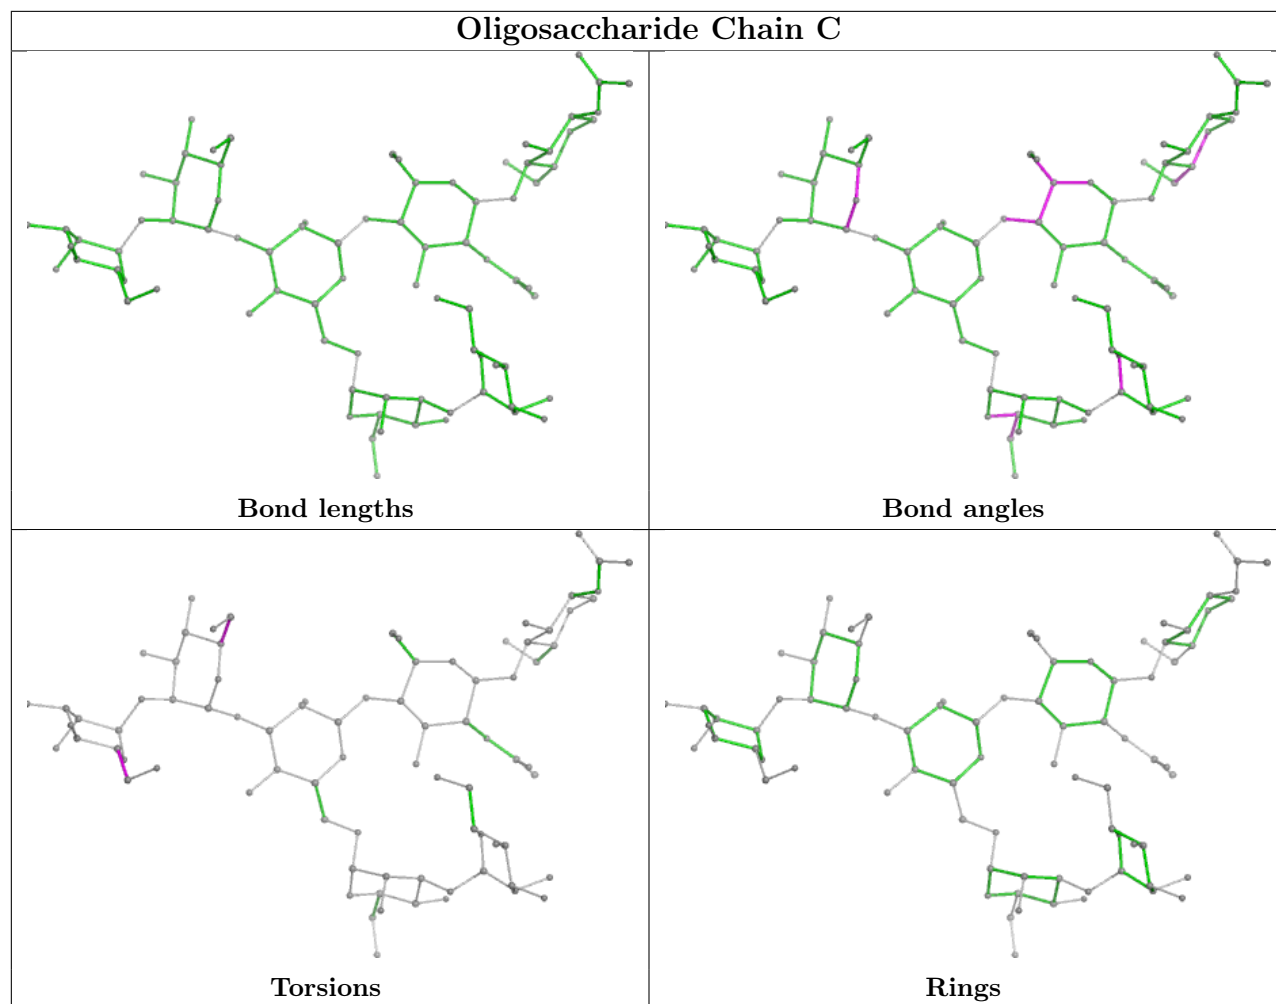 Oligosaccharide Chain C
Bond lengths
Bond angles
Torsions
Rings